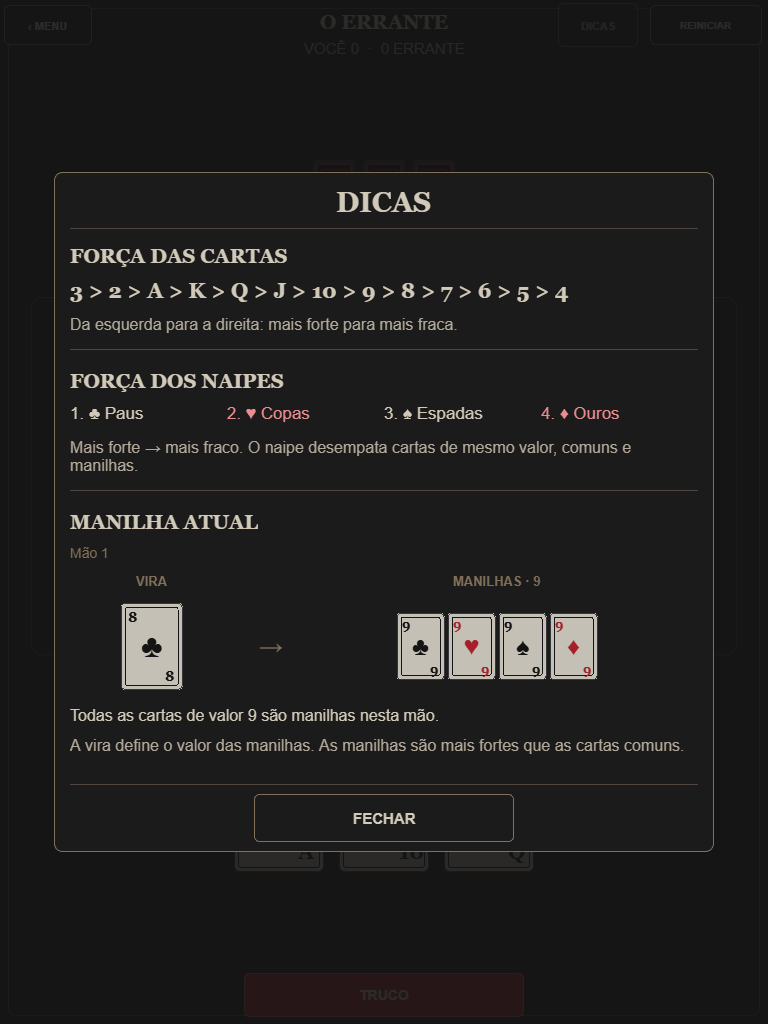 ‹ MENU
O ERRANTE
DICAS
REINICIAR
VOCÊ 0 · 0 ERRANTE
DICAS
FORÇA DAS CARTAS
3 > 2 > A > K > Q > J > 10 > 9 > 8 > 7 > 6 > 5 > 4
Da esquerda para a direita: mais forte para mais fraca.
FORÇA DOS NAIPES
1. ♣ Paus
2. ♥ Copas
3. ♠ Espadas
4. ♦ Ouros
Mais forte → mais fraco. O naipe desempata cartas de mesmo valor, comuns e
manilhas.
MANILHA ATUAL
Mão 1
VIRA
MANILHAS · 9
8 ♣ 8
→
9 ♣ 9
9 ♥ 9
9 ♠ 9
9 ♦ 9
Todas as cartas de valor 9 são manilhas nesta mão.
A vira define o valor das manilhas. As manilhas são mais fortes que as cartas comuns.
FECHAR
A
10
Q
TRUCO